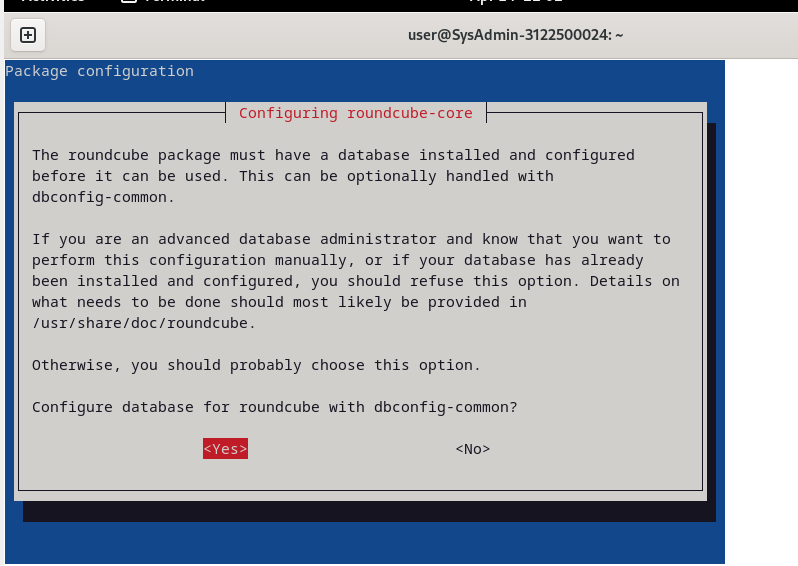 user@SysAdmin-3122500024: ~
Package configuration
Configuring roundcube-core
The roundcube package must have a database installed and configured
before it can be used. This can be optionally handled with
dbconfig-common.
If you are an advanced database administrator and know that you want to
perform this configuration manually, or if your database has already
been installed and configured, you should refuse this option. Details on
what needs to be done should most likely be provided in
/usr/share/doc/roundcube.
Otherwise, you should probably choose this option.
Configure database for roundcube with dbconfig-common?
<Yes> <No>